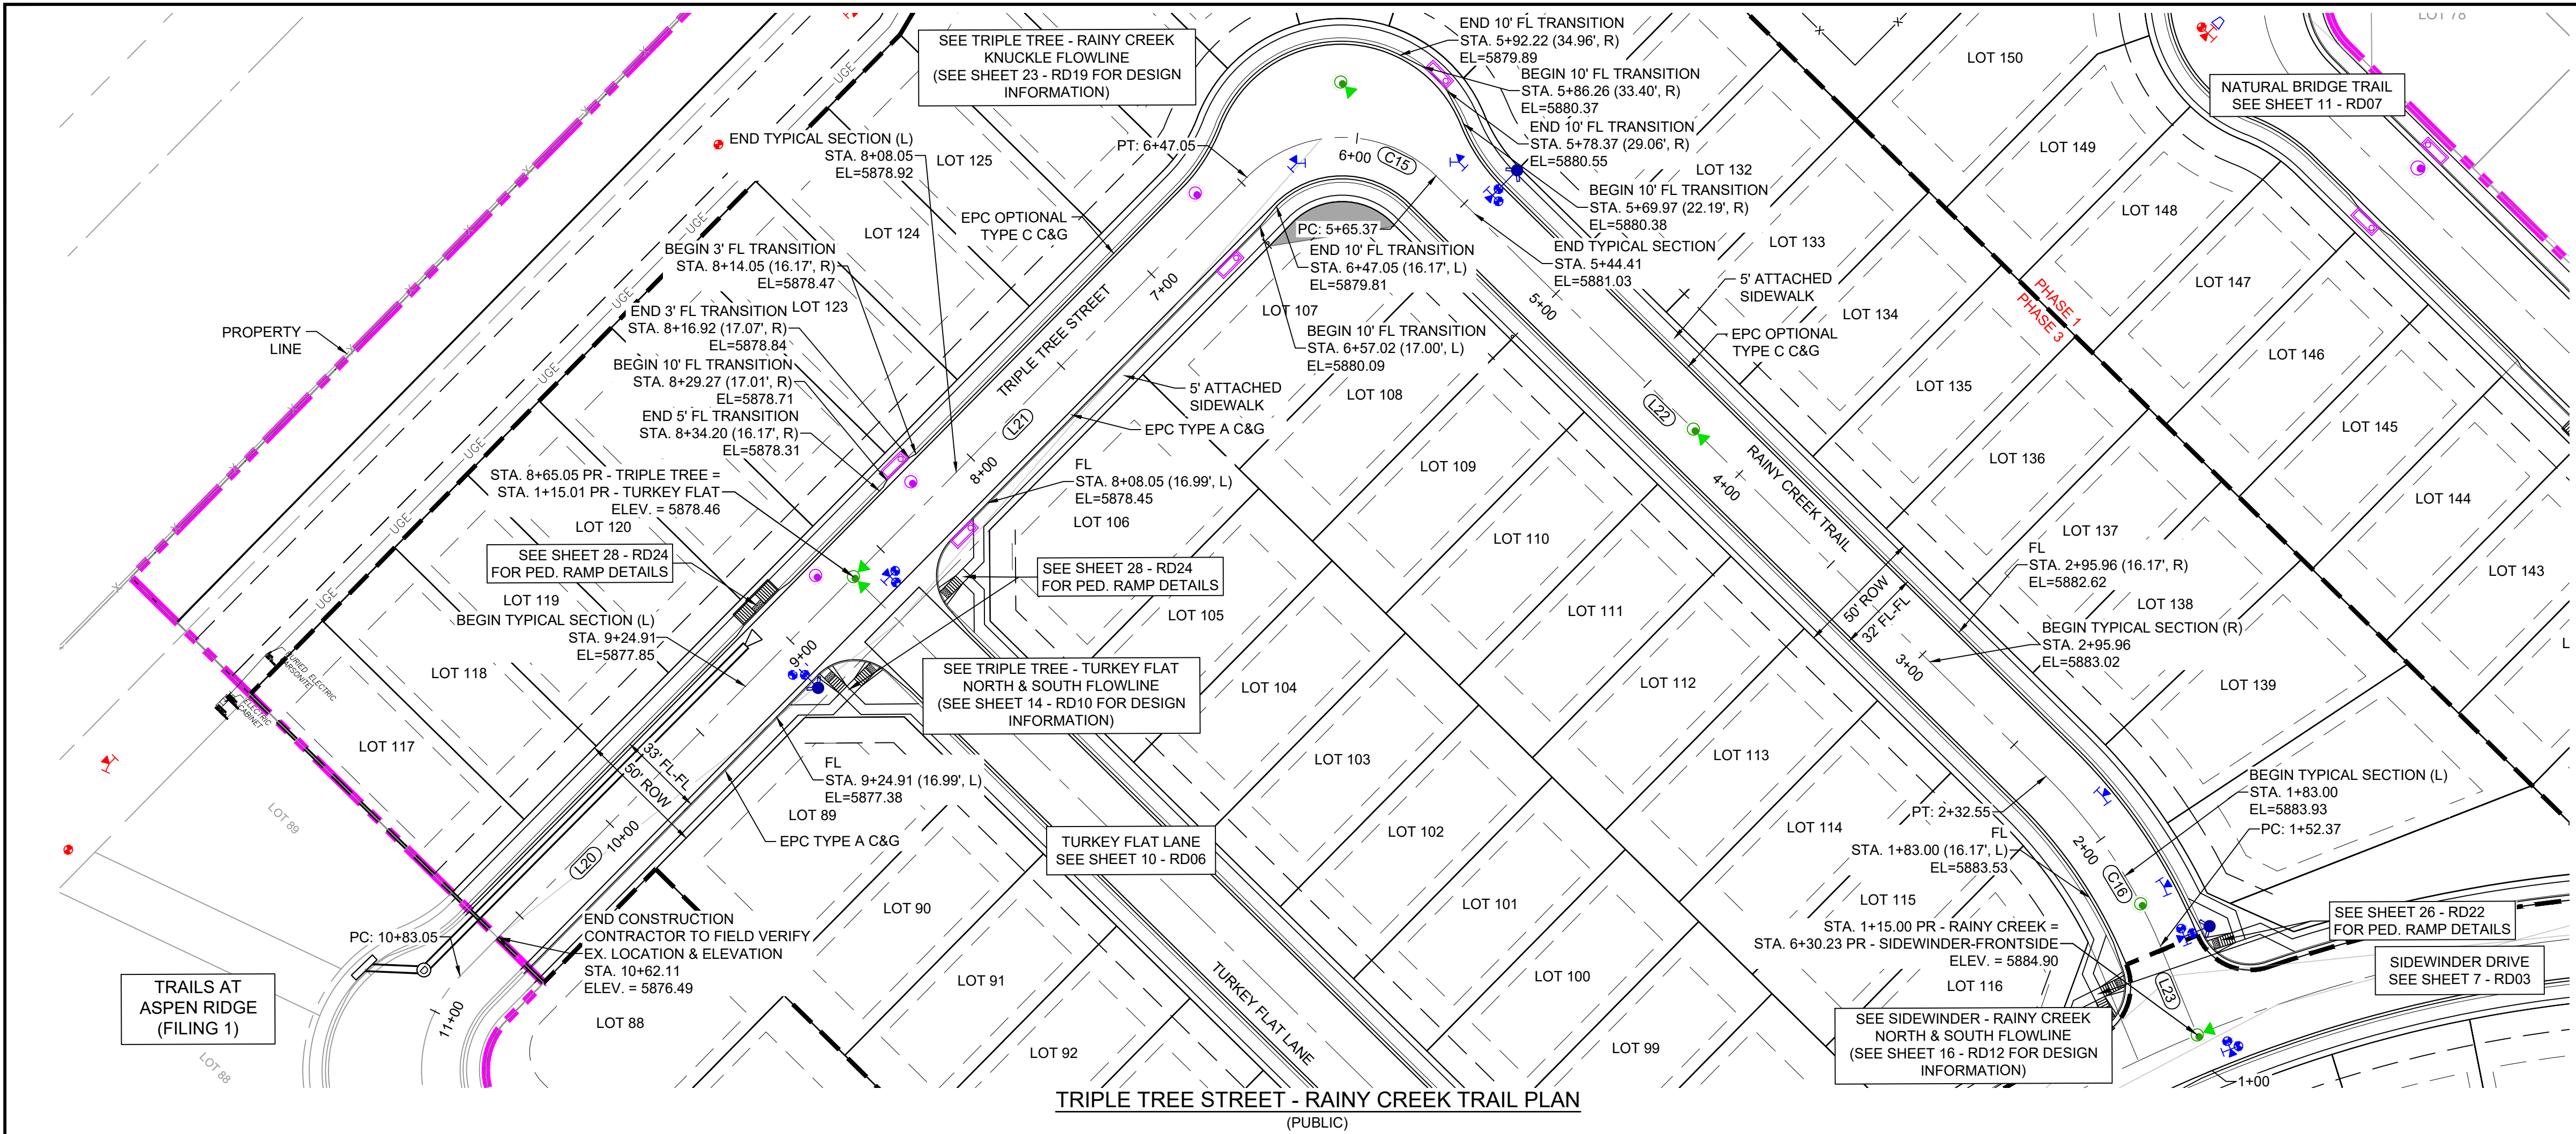 SEE TRIPLE TREE - RAINY CREEK
KNUCKLE FLOWLINE
(SEE SHEET 23 - RD19 FOR DESIGN
INFORMATION)
END 10' FL TRANSITION
STA. 5+92.22 (34.96', R)
EL=5879.89
BEGIN 10' FL TRANSITION
STA. 5+86.26 (33.40', R)
EL=5880.37
END 10' FL TRANSITION
STA. 5+78.37 (29.06', R)
EL=5880.55
BEGIN 10' FL TRANSITION
STA. 5+69.97 (22.19', R)
EL=5880.38
END TYPICAL SECTION
STA. 5+44.41
EL=5881.03
LOT 78
NATURAL BRIDGE TRAIL
SEE SHEET 11 - RD07
LOT 150
LOT 149
LOT 148
LOT 147
LOT 146
LOT 145
LOT 144
LOT 143
L
UGE
UGE
UGE
UGE
UGE
UGE
UGE
END TYPICAL SECTION (L)
STA. 8+08.05
EL=5878.92
LOT 125
PT: 6+47.05
6+00
C15
LOT 132
LOT 133
EPC OPTIONAL
TYPE C C&G
LOT 124
PC: 5+65.37
END 10' FL TRANSITION
STA. 6+47.05 (16.17', L)
EL=5879.81
BEGIN 3' FL TRANSITION
STA. 8+14.05 (16.17', R)
EL=5878.47
7+00
5' ATTACHED
SIDEWALK
PHASE 1
PHASE 3
END 3' FL TRANSITION
STA. 8+16.92 (17.07', R)
EL=5878.84
LOT 123
TRIPLE TREE STREET
LOT 107
5+00
LOT 134
EPC OPTIONAL
TYPE C C&G
PROPERTY
LINE
BEGIN 10' FL TRANSITION
STA. 6+57.02 (17.00', L)
EL=5880.09
BEGIN 10' FL TRANSITION
STA. 8+29.27 (17.01', R)
EL=5878.71
5' ATTACHED
SIDEWALK
LOT 108
LOT 135
END 5' FL TRANSITION
STA. 8+34.20 (16.17', R)
EL=5878.31
L21
EPC TYPE A C&G
L22
LOT 136
STA. 8+65.05 PR - TRIPLE TREE =
STA. 1+15.01 PR - TURKEY FLAT
ELEV. = 5878.46
8+00
FL
STA. 8+08.05 (16.99', L)
EL=5878.45
LOT 109
4+00
RAINY CREEK TRAIL
LOT 120
LOT 106
LOT 110
LOT 137
FL
STA. 2+95.96 (16.17', R)
EL=5882.62
SEE SHEET 28 - RD24
FOR PED. RAMP DETAILS
SEE SHEET 28 - RD24
FOR PED. RAMP DETAILS
LOT 119
LOT 105
LOT 111
50' ROW
32' FL-FL
LOT 138
BEGIN TYPICAL SECTION (L)
STA. 9+24.91
EL=5877.85
BEGIN TYPICAL SECTION (R)
STA. 2+95.96
EL=5883.02
9+00
3+00
BURIED ELECTRIC
ELECTRIC
CABINET
LOT 118
SEE TRIPLE TREE - TURKEY FLAT
NORTH & SOUTH FLOWLINE
(SEE SHEET 14 - RD10 FOR DESIGN
INFORMATION)
LOT 104
LOT 112
LOT 139
LOT 117
33' FL-FL
50' ROW
FL
STA. 9+24.91 (16.99', L)
EL=5877.38
LOT 103
LOT 113
BEGIN TYPICAL SECTION (L)
STA. 1+83.00
EL=5883.93
PC: 1+52.37
LOT 89
LOT 89
EPC TYPE A C&G
10+00
L20
TURKEY FLAT LANE
SEE SHEET 10 - RD06
LOT 102
LOT 114
PT: 2+32.55
FL
STA. 1+83.00 (16.17', L)
EL=5883.53
2+00
C16
LOT 90
LOT 101
LOT 115
END CONSTRUCTION
CONTRACTOR TO FIELD VERIFY
EX. LOCATION & ELEVATION
STA. 10+62.11
ELEV. = 5876.49
STA. 1+15.00 PR - RAINY CREEK =
STA. 6+30.23 PR - SIDEWINDER-FRONTSIDE
ELEV. = 5884.90
SEE SHEET 26 - RD22
FOR PED. RAMP DETAILS
PC: 10+83.05
LOT 91
LOT 100
LOT 116
L23
SIDEWINDER DRIVE
SEE SHEET 7 - RD03
TRAILS AT
ASPEN RIDGE
(FILING 1)
11+00
LOT 88
LOT 88
LOT 92
TURKEY FLAT LANE
LOT 99
SEE SIDEWINDER - RAINY CREEK
NORTH & SOUTH FLOWLINE
(SEE SHEET 16 - RD12 FOR DESIGN
INFORMATION)
1+00
TRIPLE TREE STREET - RAINY CREEK TRAIL PLAN
(PUBLIC)